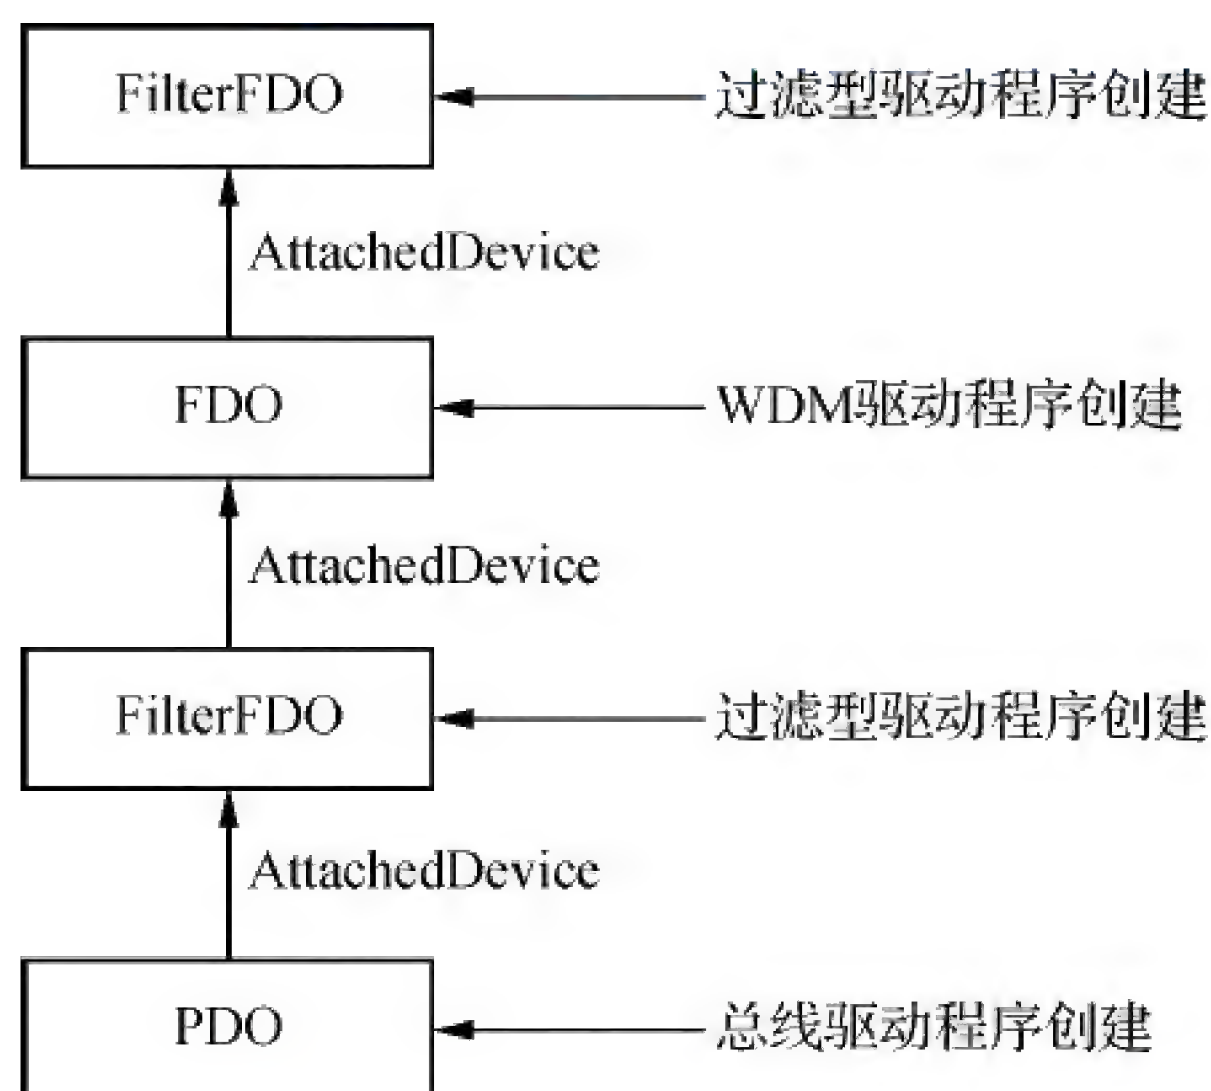 FilterFDO
过滤型驱动程序创建
AttachedDevice
FDO
WDM驱动程序创建
AttachedDevice
FilterFDO
过滤型驱动程序创建
AttachedDevice
PDO
总线驱动程序创建